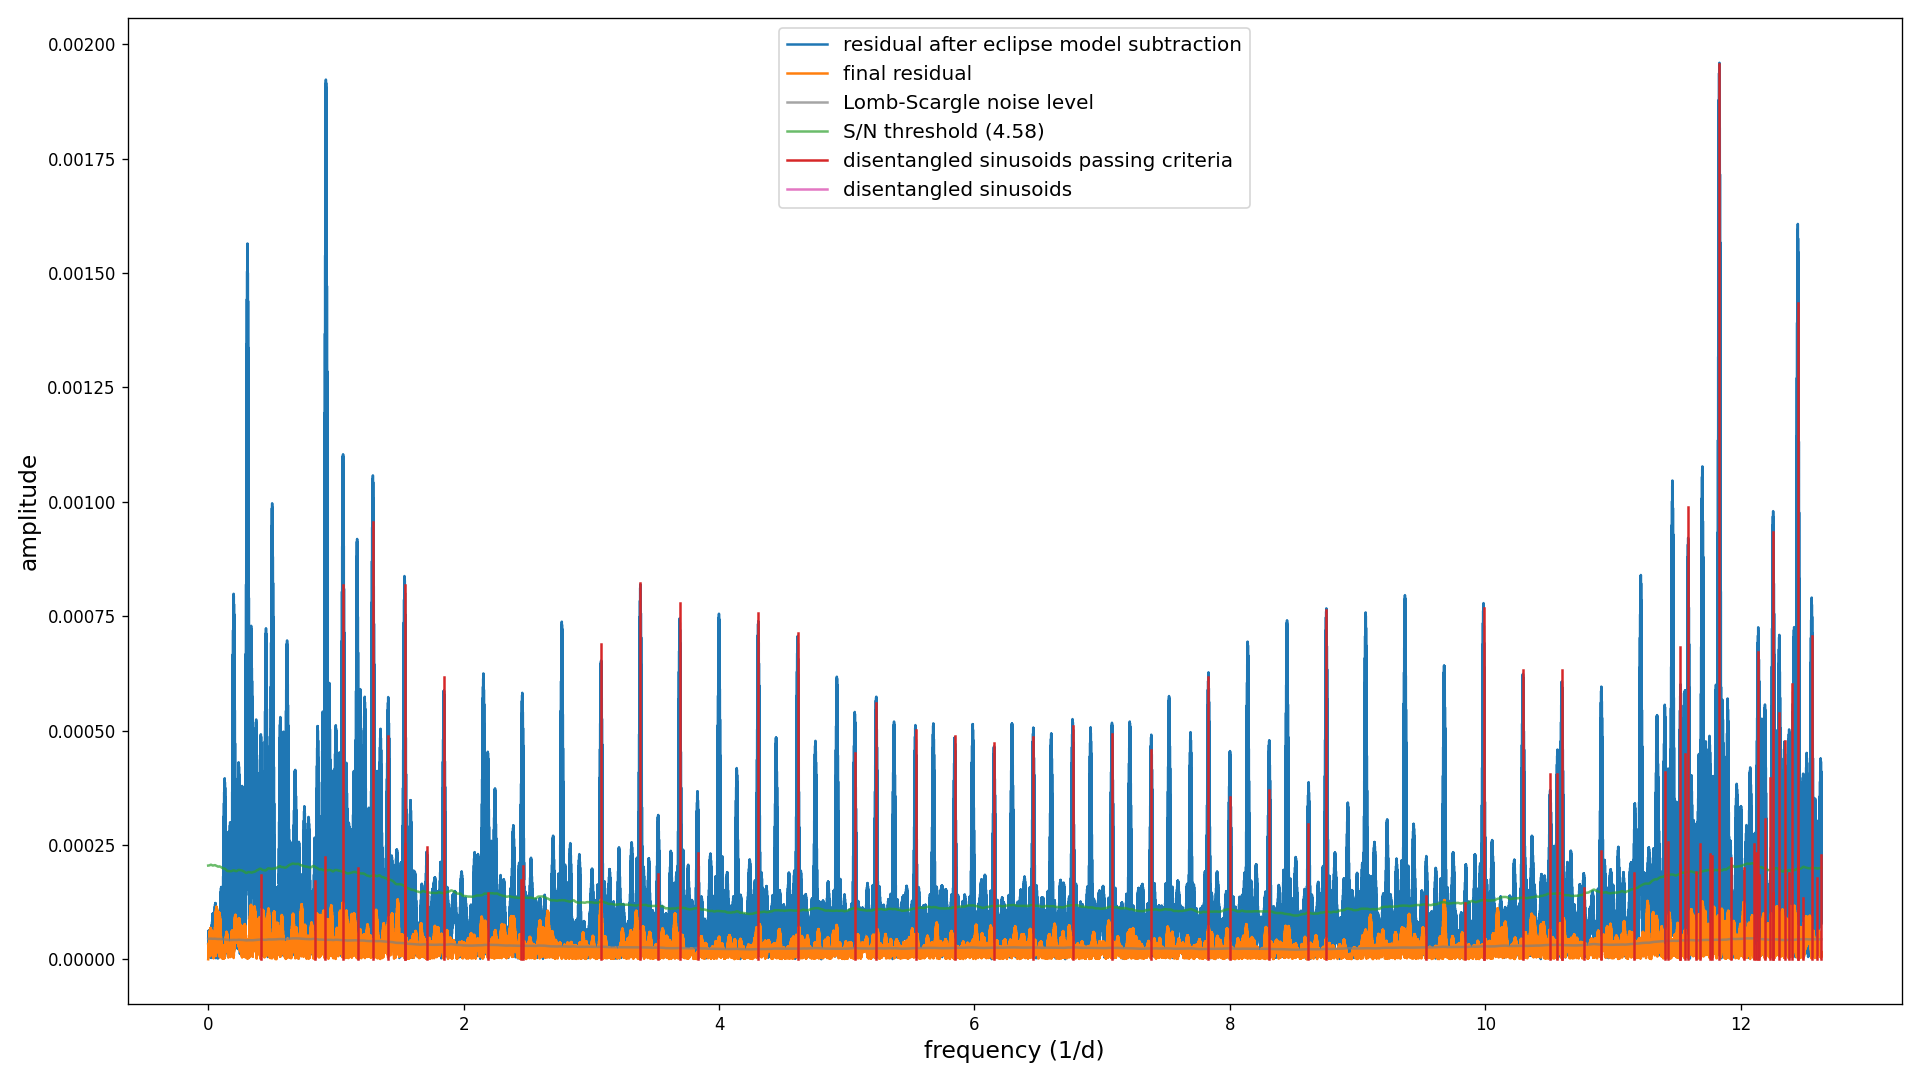 residual after eclipse model subtraction
final residual
Lomb-Scargle noise level
S/N threshold (4.58)
disentangled sinusoids passing criteria
disentangled sinusoids
0.00200
0.00175
0.00150
0.00125
0.00100
0.00075
0.00050
0.00025
0.00000
amplitude
0 2 4 6 8 10 12
frequency (1/d)